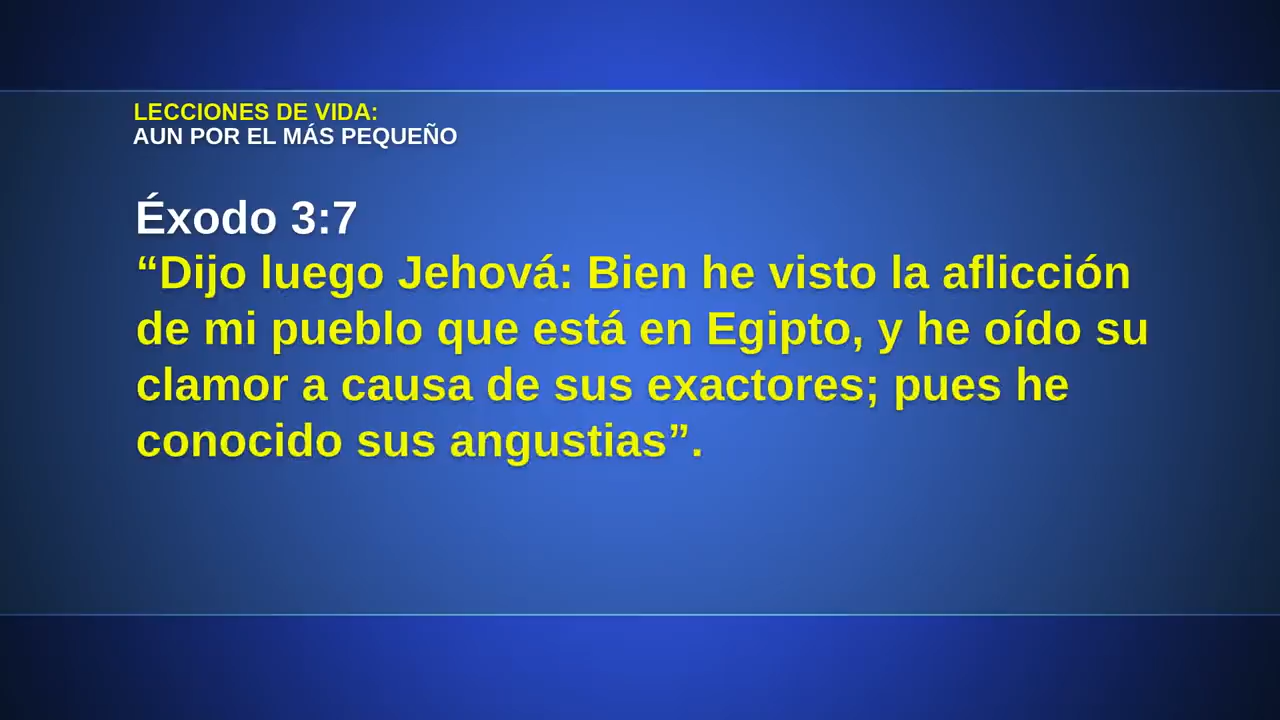 LECCIONES DE VIDA:
AUN POR EL MÁS PEQUEÑO
Éxodo 3:7
“Dijo luego Jehová: Bien he visto la aflicción
de mi pueblo que está en Egipto, y he oído su
clamor a causa de sus exactores; pues he
conocido sus angustias”.